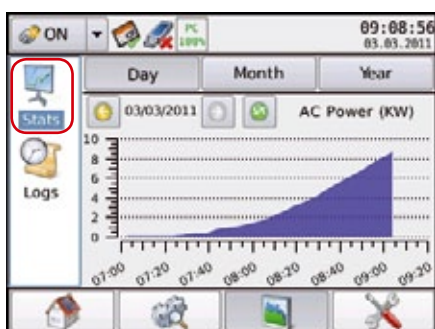 ON
PC
100%
09:08:56
03.03.2011
Stats
Logs
Day Month Year
03/03/2011 AC Power (KW)
10
8
6
4
2
0
07:00 07:20 07:40 08:00 08:20 08:40 09:00 09:20